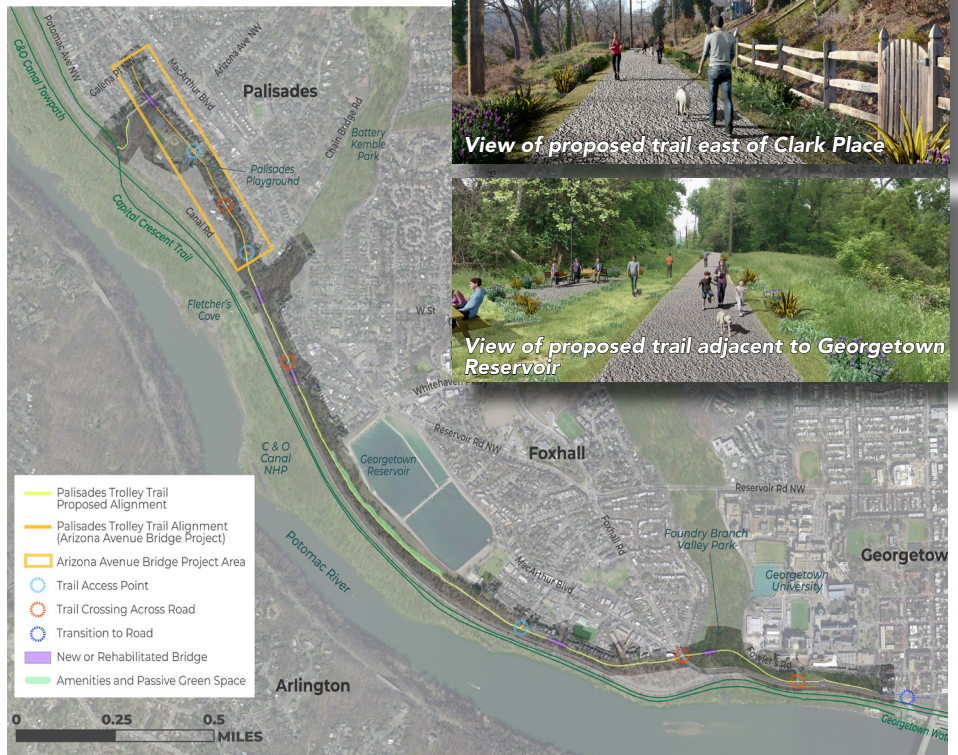 Potomac Ave NW
C&O Canal Towpath
MacArthur Blvd
Arizona Ave NW
Palisades
Chain Bridge Rd
Battery
Kemble
Park
Palisades
Playground
Canal Rd
Capital Crescent Trail
Fletcher's
Cove
W St
View of proposed trail east of Clark Place
View of proposed trail adjacent to Georgetown
Reservoir
Reservoir Rd NW
Foxhall
Georgetown
Reservoir
C & O
Canal
NHP
Reservoir Rd NW
Foxhall Rd
Foundry Branch
Valley Park
Georgetow
Potomac River
MacArthur Blvd
Georgetown
University
Fowler's Rd
Arlington
Georgetown Wat
Palisades Trolley Trail
Proposed Alignment
Palisades Trolley Trail Alignment
(Arizona Avenue Bridge Project)
Arizona Avenue Bridge Project Area
Trail Access Point
Trail Crossing Across Road
Transition to Road
New or Rehabilitated Bridge
Amenities and Passive Green Space
0 0.25 0.5
MILES